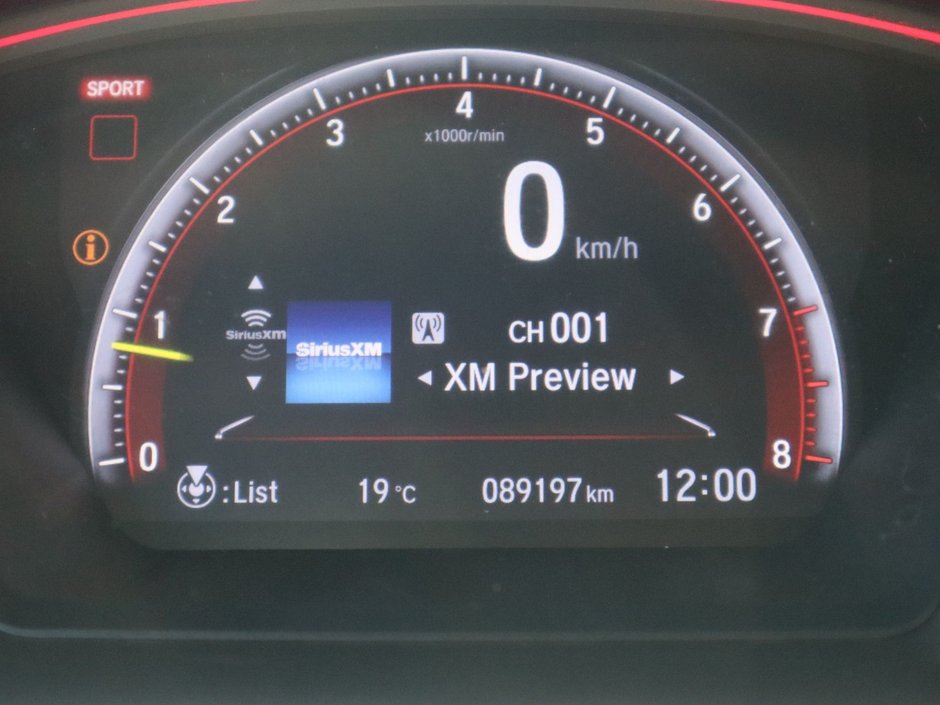 SPORT
4
3
5
x1000r/min
2
6
0 km/h
1
7
SiriusXm
SiriusXM
CH 001
XM Preview
0
8
:List
19 °C
089197 km
12:00